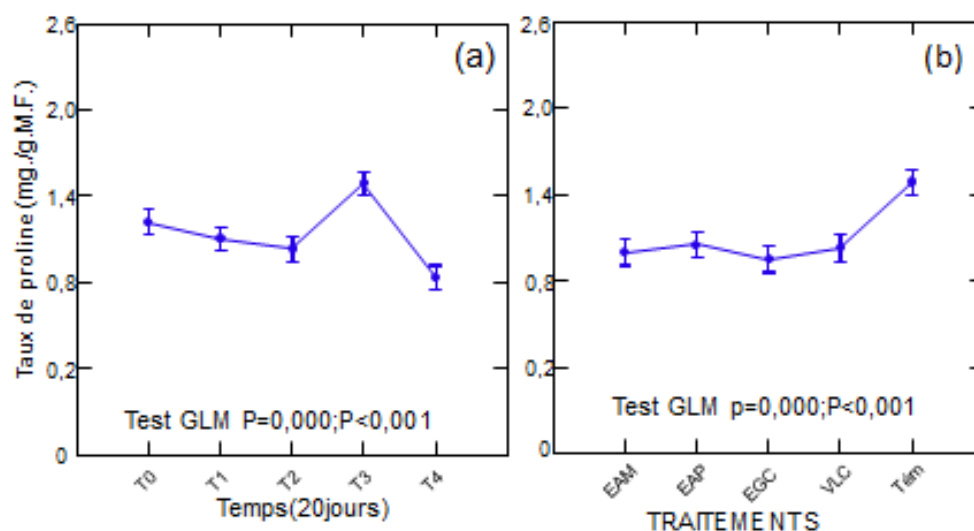 Taux de proline (mg./g.M.F.)
2,6
2,0
1,4
0,8
0,2
0
(a)
Test GLM P=0,000;P<0,001
T0 T1 T2 T3 T4
Temps(20jours)
2,6
2,0
1,4
0,8
0,2
0
(b)
Test GLM p=0,000;P<0,001
EAM EAP EGC VLC Tém
TRAITEMENTS